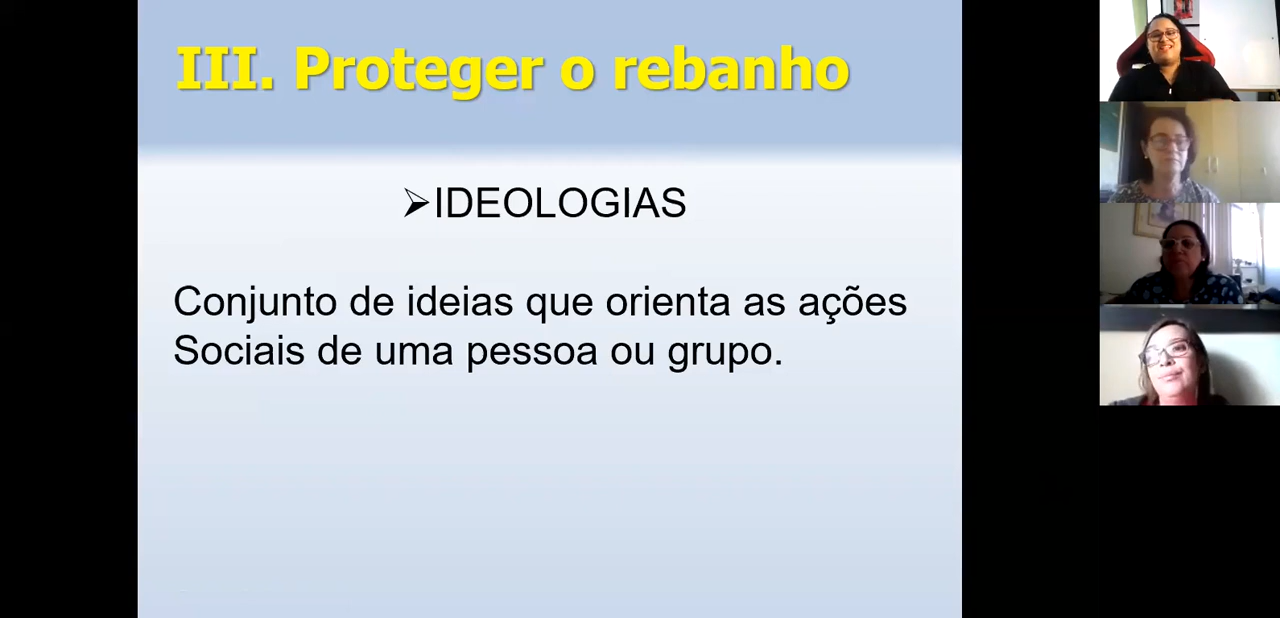 III. Proteger o rebanho
➢IDEOLOGIAS
Conjunto de ideias que orienta as ações
Sociais de uma pessoa ou grupo.